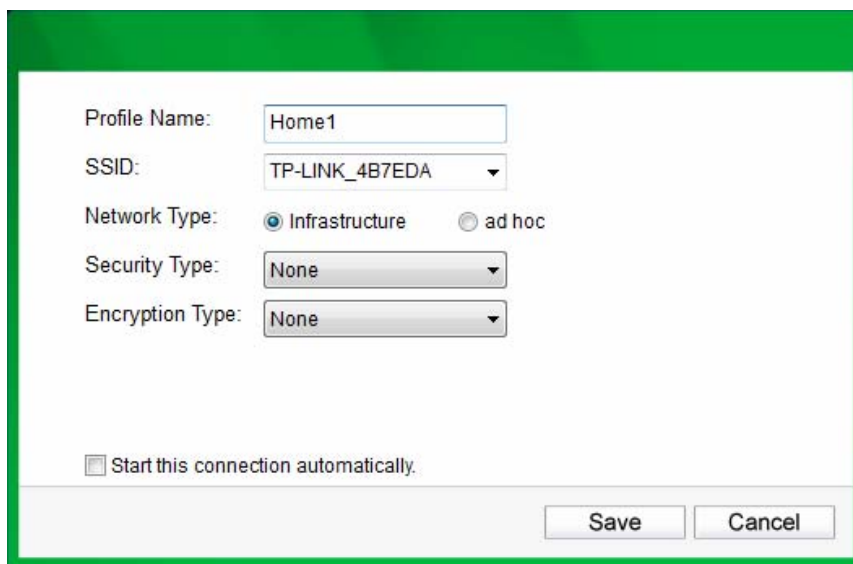 Profile Name: Home1
SSID: TP-LINK_4B7EDA
Network Type: Infrastructure ad hoc
Security Type: None
Encryption Type: None
Start this connection automatically.
Save Cancel